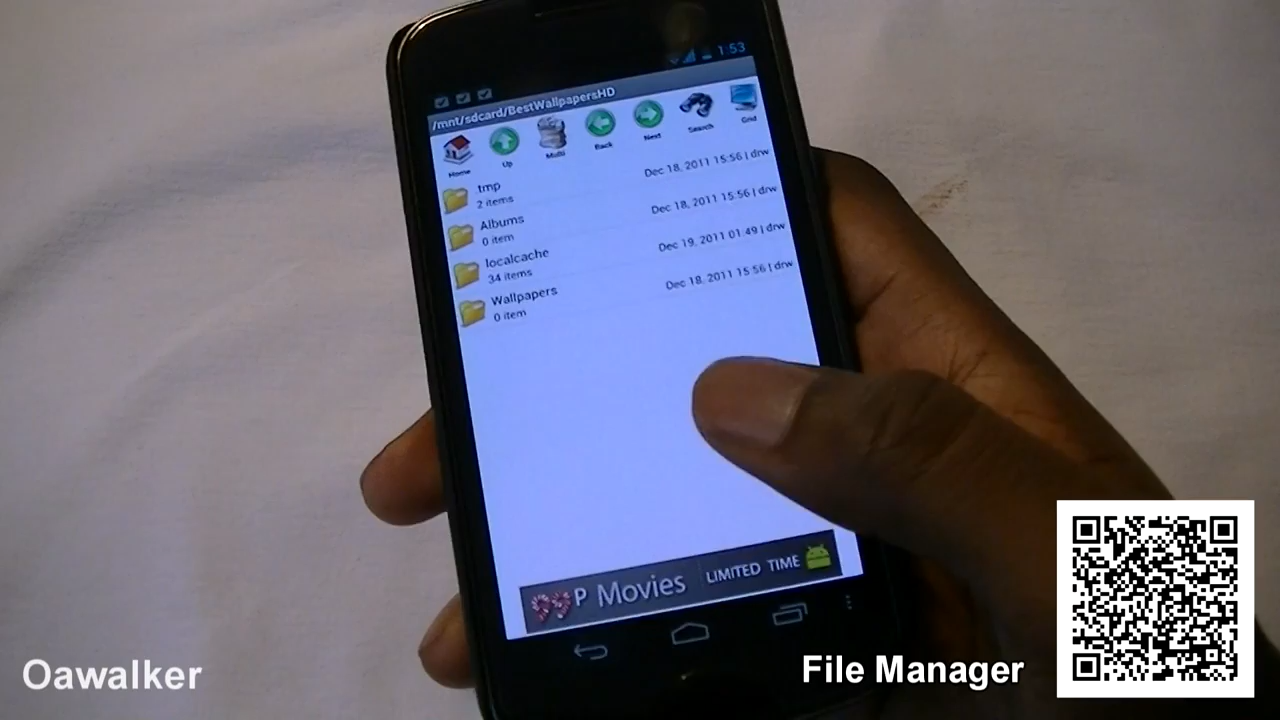 1:53
/mnt/sdcard/BestWallpapersHD
Home Up Multi Back Next Search Grid
tmp
2 items
Dec 18, 2011 15:56 | drw
Albums
0 item
Dec 18, 2011 15:56 | drw
localcache
34 items
Dec 19, 2011 01:49 | drw
Wallpapers
0 item
Dec 18, 2011 15:56 | drw
99 P Movies LIMITED TIME
Oawalker
File Manager